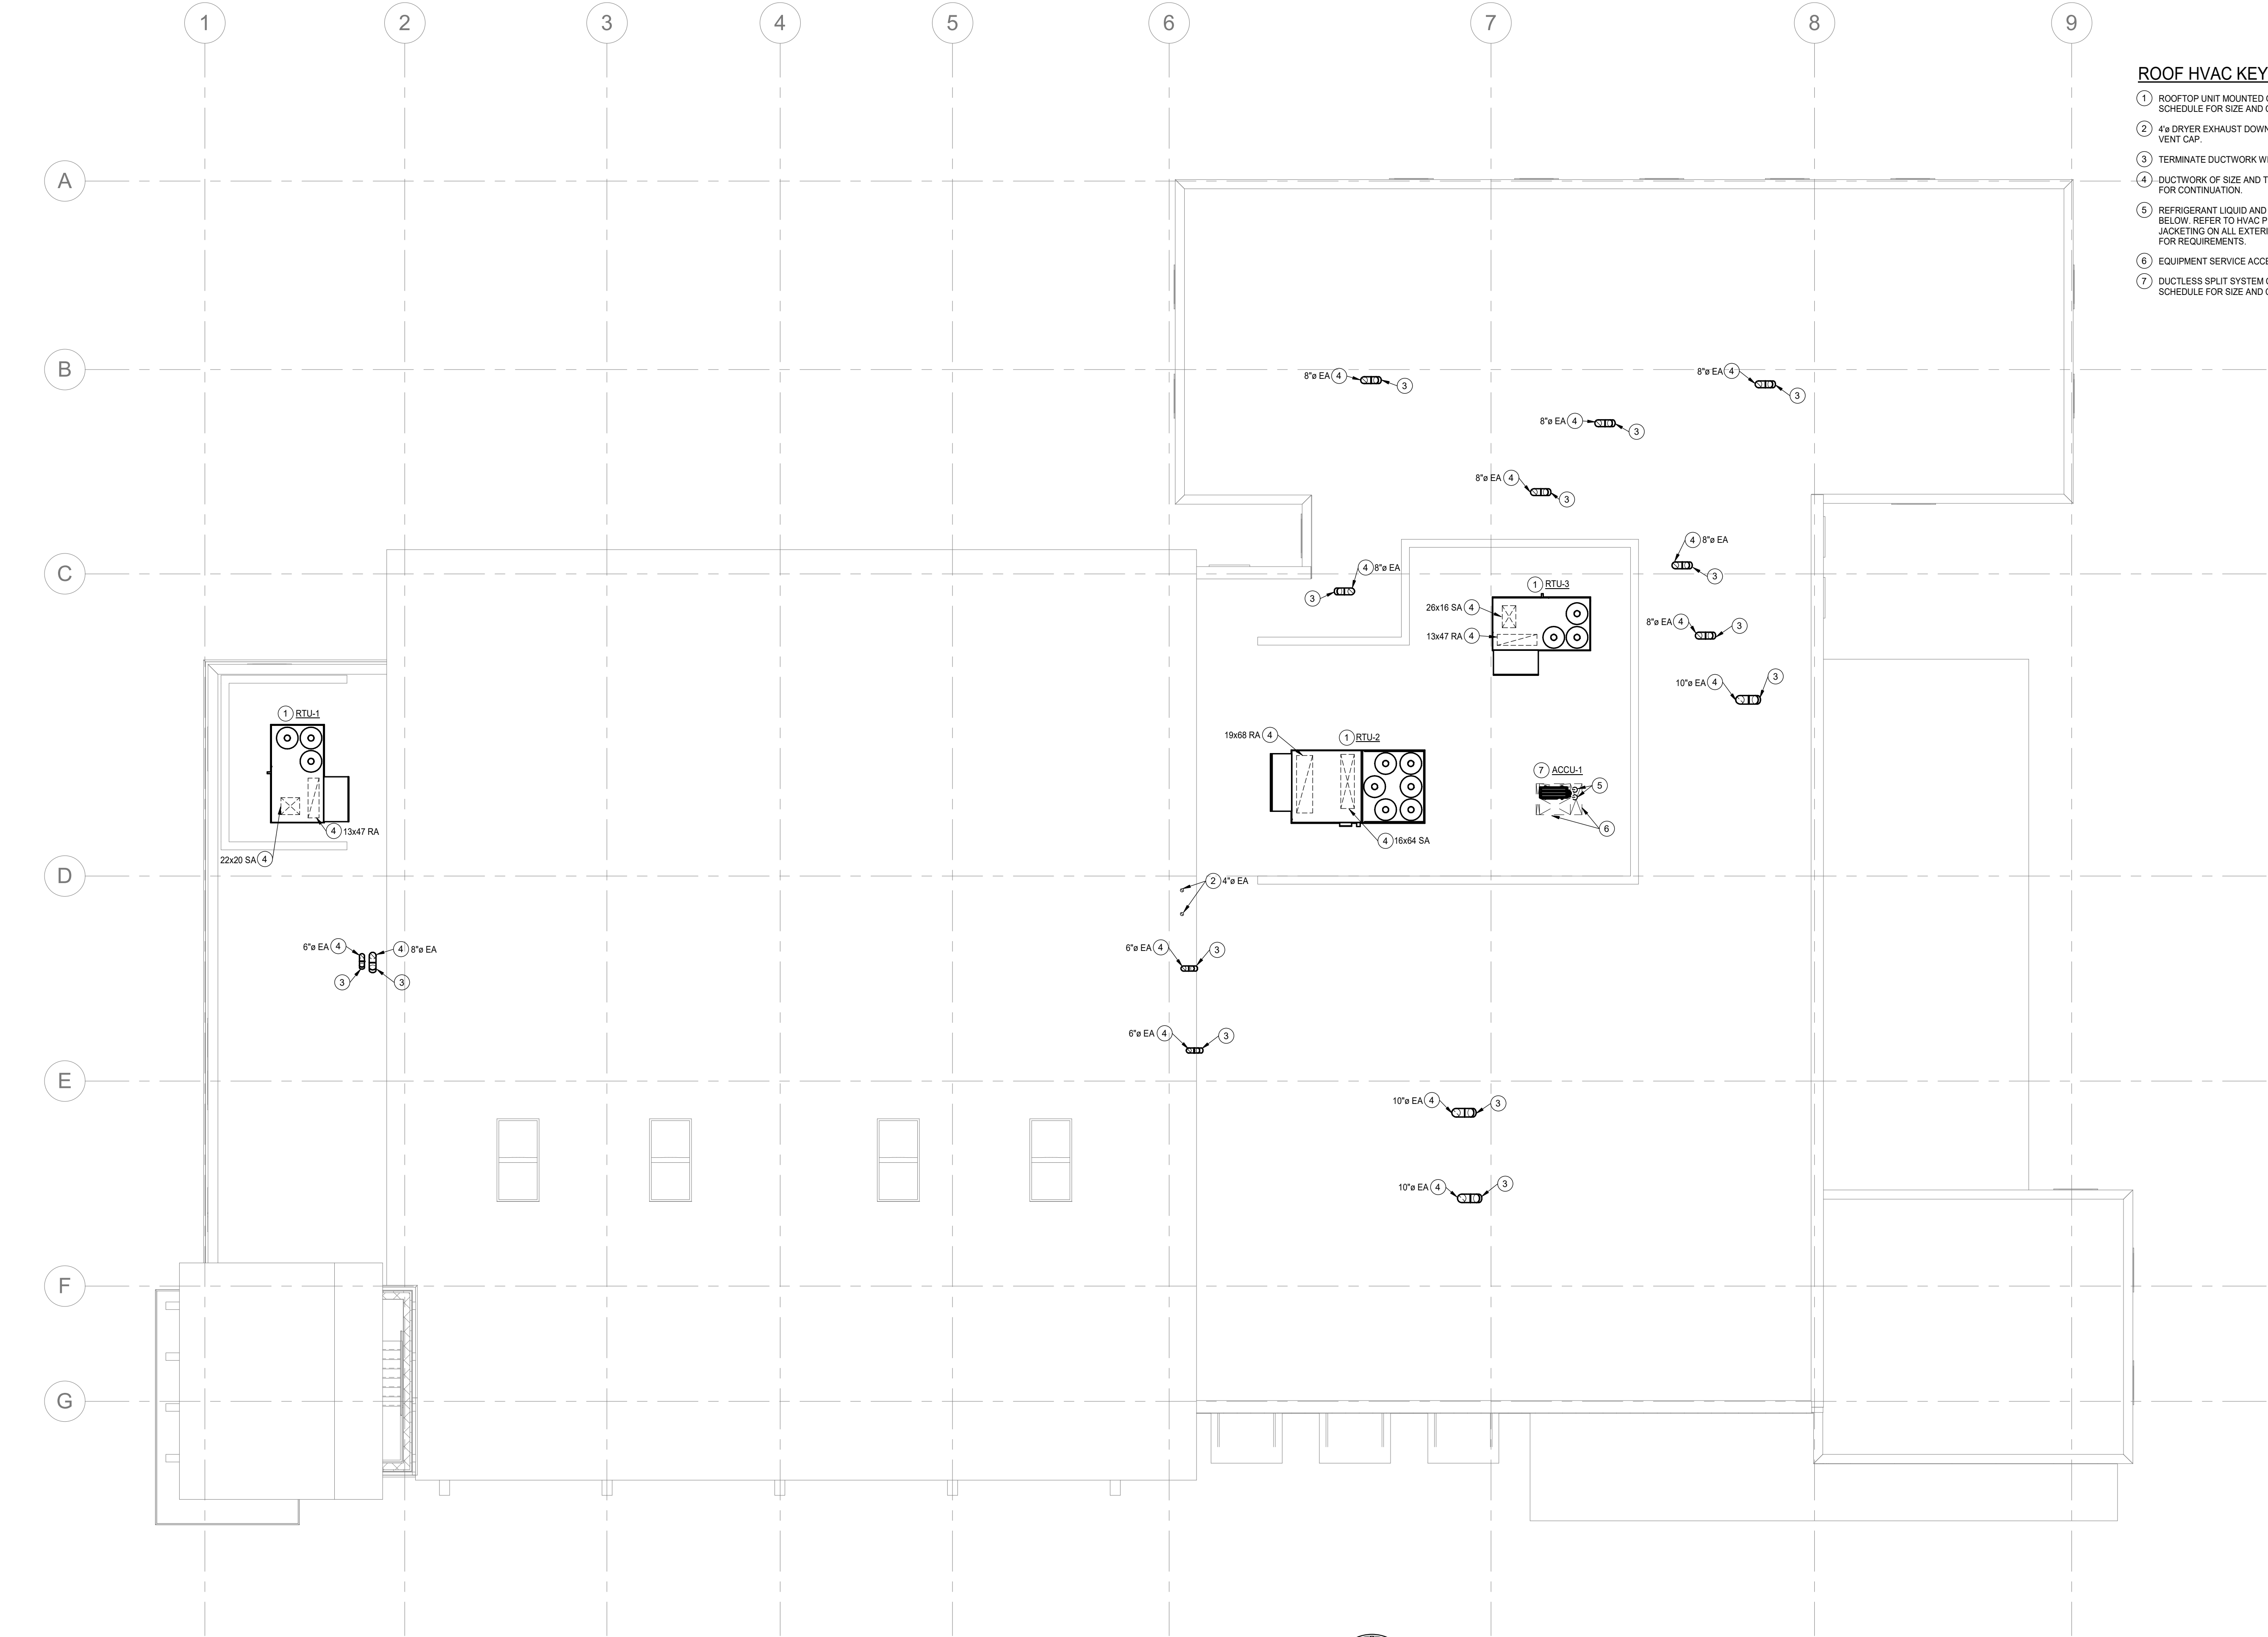 1 2 3 4 5 6 7 8 9
ROOF HVAC KEY
1 ROOFTOP UNIT MOUNTED
SCHEDULE FOR SIZE AND
2 4'ø DRYER EXHAUST DOWN
VENT CAP.
3 TERMINATE DUCTWORK
4 DUCTWORK OF SIZE AND
FOR CONTINUATION.
5 REFRIGERANT LIQUID AND
BELOW. REFER TO HVAC
JACKETING ON ALL
FOR REQUIREMENTS.
6 EQUIPMENT SERVICE
7 DUCTLESS SPLIT SYSTEM
SCHEDULE FOR SIZE AND
A
B
8"ø EA 4
3
8"ø EA 4
3
8"ø EA 4
3
8"ø EA 4
3
4 8"ø EA
3
C
4 8"ø EA
3
1 RTU-3
26x16 SA 4
13x47 RA 4
8"ø EA 4
3
10"ø EA 4
3
1 RTU-1
4 13x47 RA
22x20 SA 4
19x68 RA 4
1 RTU-2
4 16x64 SA
7 ACCU-1
5
6
D
2 4"ø EA
6"ø EA 4
4 8"ø EA
3
3
6"ø EA 4
3
6"ø EA 4
3
E
10"ø EA 4
3
10"ø EA 4
3
F
G